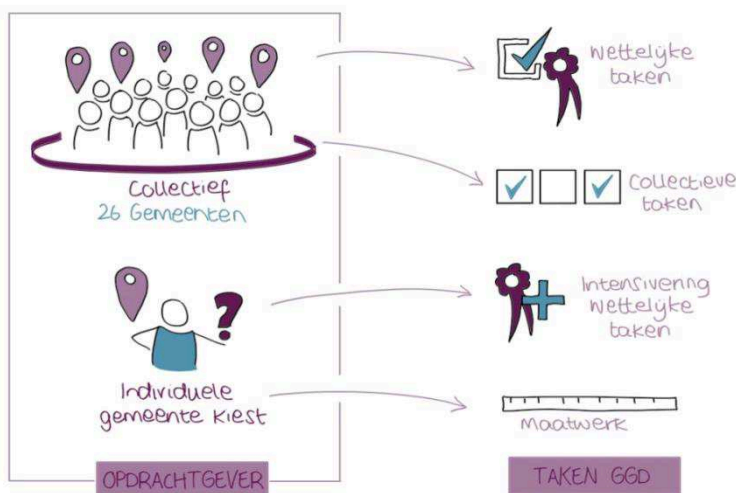 Collectief
26 Gemeenten
Individuele
gemeente kiest
OPDRACHTGEVER
Wettelijke
taken
Collectieve
taken
Intensivering
Wettelijke
taken
Maatwerk
TAKEN GGD